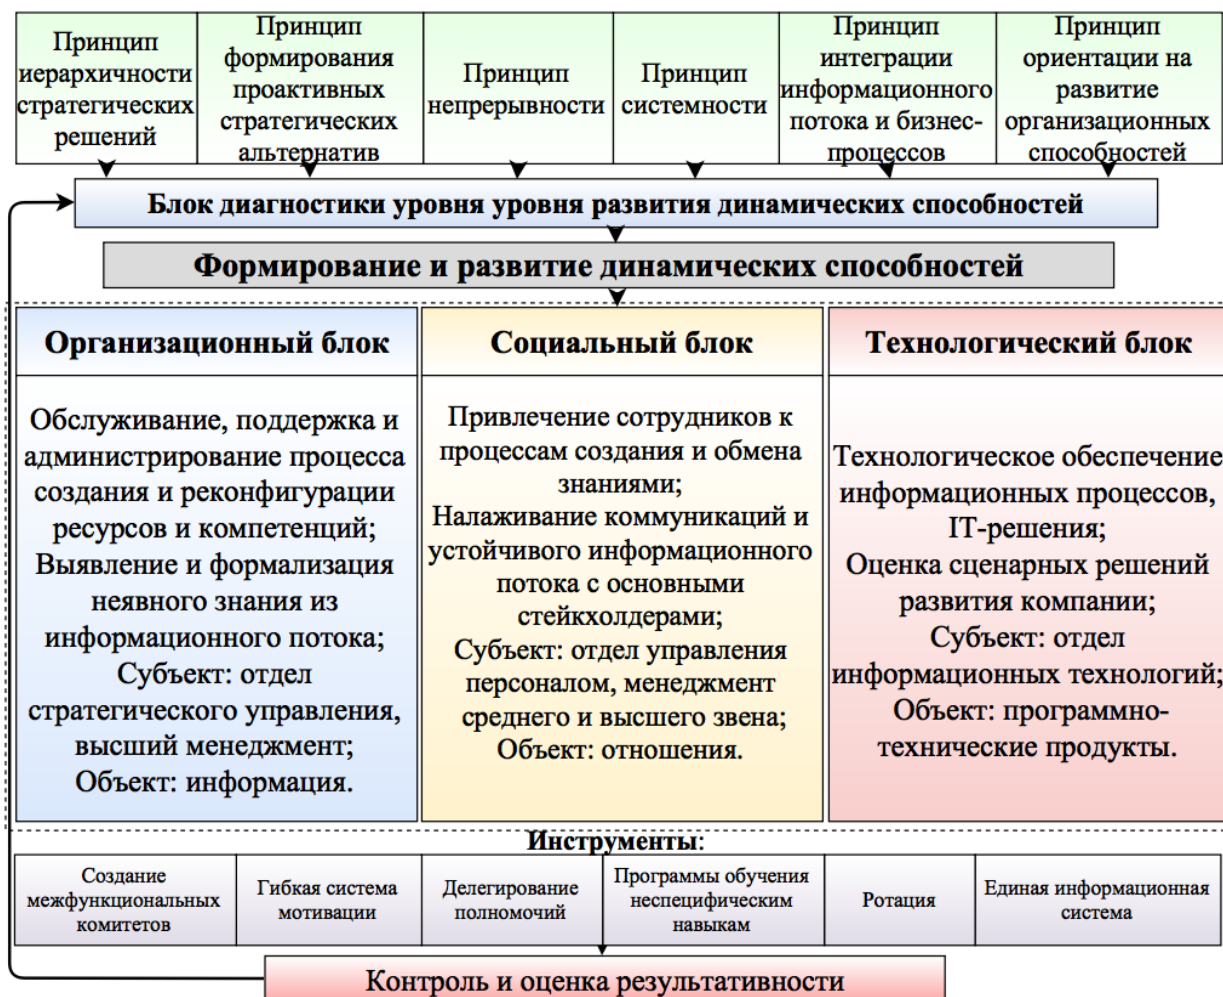 Принцип
иерархичности
стратегических
решений
Принцип
формирования
проактивных
стратегических
альтернатив
Принцип
непрерывности
Принцип
системности
Принцип
интеграции
информационного
потока и бизнес-
процессов
Принцип
ориентации на
развитие
организационных
способностей
Блок диагностики уровня уровня развития динамических способностей
Формирование и развитие динамических способностей
Организационный блок
Обслуживание, поддержка и
администрирование процесса
создания и реконфигурации
ресурсов и компетенций;
Выявление и формализация
неявного знания из
информационного потока;
Субъект: отдел
стратегического управления,
высший менеджмент;
Объект: информация.
Социальный блок
Привлечение сотрудников к
процессам создания и обмена
знаниями;
Налаживание коммуникаций и
устойчивого информационного
потока с основными
стейкхолдерами;
Субъект: отдел управления
персоналом, менеджмент
среднего и высшего звена;
Объект: отношения.
Технологический блок
Технологическое обеспечение
информационных процессов,
IT-решения;
Оценка сценарных решений
развития компании;
Субъект: отдел
информационных технологий;
Объект: программно-
технические продукты.
Инструменты:
Создание
межфункциональных
комитетов
Гибкая система
мотивации
Делегирование
полномочий
Программы обучения
неспецифическим
навыкам
Ротация
Единая информационная
система
Контроль и оценка результативности